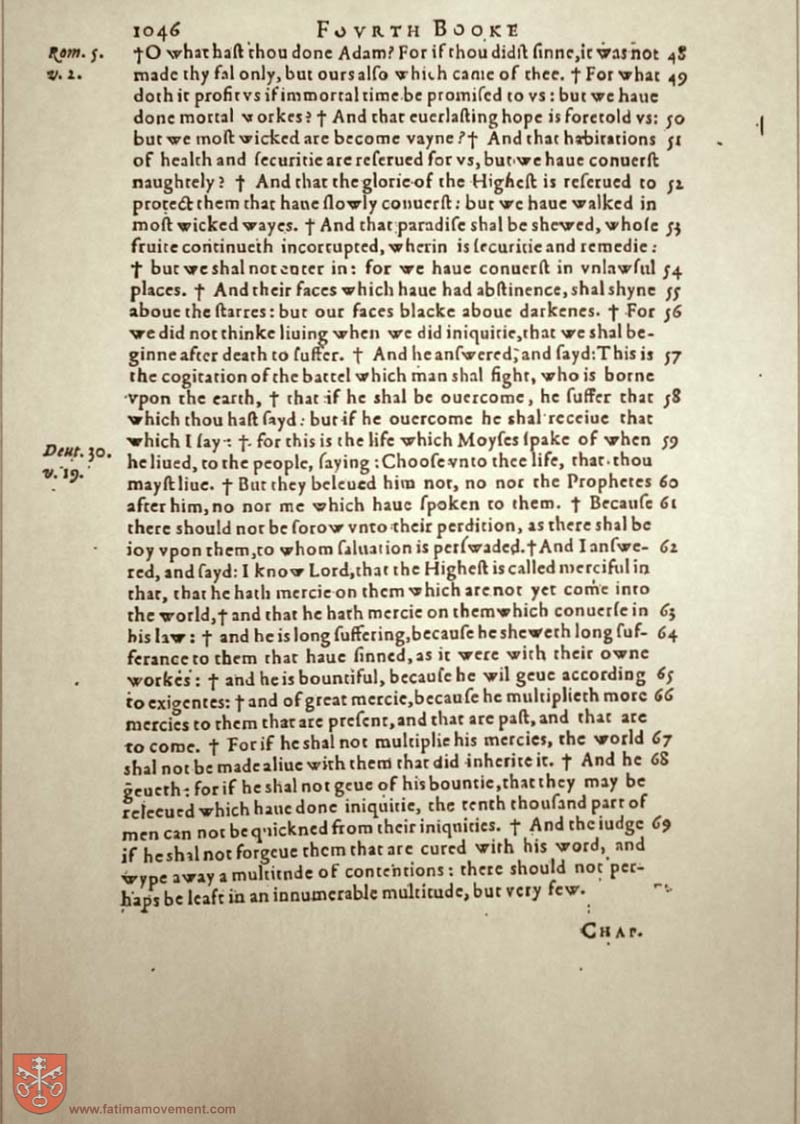 1046 FOVRTH BOOKE
Rom. 5. †O what haſt thou done Adam? For if thou didſt ſinne, it was not 48
v. 2. made thy fal only, but ours alſo which came of thee. † For what 49
doth it profit vs if immortal time be promiſed to vs: but we haue
done mortal workes? † And that euerlaſting hope is foretold vs: 50
but we moſt wicked are become vayne? † And that habitations 51
of health and ſecuritie are reſerued for vs, but we haue conuerſt
naughtely? † And that the glorie of the Higheſt is reſerued to 52
protect them that haue ſlowly conuerſt: but we haue walked in
moſt wicked wayes. † And that paradiſe shal be shewed, whoſe 53
fruite continueth incorrupted, wherin is ſecuritie and remedie:
† but we shal not enter in: for we haue conuerſt in vnlawful 54
places. † And their faces which haue had abſtinence, shal shyne 55
aboue the ſtarres: but our faces blacke aboue darkenes. † For 56
we did not thinke liuing when we did iniquitie, that we shal be-
ginne after death to ſuffer. † And he anſwered, and ſayd: This is 57
the cogitation of the battel which man shal fight, who is borne
vpon the earth, † that if he shal be ouercome, he ſuffer that 58
which thou haſt ſayd: but if he ouercome he shal receiue that
which I ſay: † for this is the life which Moyſes ſpake of when 59
Deut. 30. he liued, to the people, ſaying: Chooſe vnto thee life, that thou
v. 19. mayſt liue. † But they beleued him not, no nor the Prophetes 60
after him, no nor me which haue ſpoken to them. † Becauſe 61
there should not be ſorow vnto their perdition, as there shal be
ioy vpon them, to whom ſaluation is perſwaded. † And I anſwe- 62
red, and ſayd: I know Lord, that the Higheſt is called merciful in
that, that he hath mercie on them which are not yet come into
the world, † and that he hath mercie on them which conuerſe in 63
his law: † and he is long ſuffering, becauſe he sheweth long ſuf- 64
ferance to them that haue ſinned, as it were with their owne
workes: † and he is bountiful, becauſe he wil geue according 65
to exigentes: † and of great mercie, becauſe he multiplieth more 66
mercies to them that are preſent, and that are paſt, and that are
to come. † For if he shal not multiplie his mercies, the world 67
shal not be made aliue with them that did inherite it. † And he 68
geueth: for if he shal not geue of his bountie, that they may be
releeued which haue done iniquitie, the tenth thouſand part of
men can not be quickned from their iniquities. † And the iudge 69
if he shal not forgeue them that are cured with his word, and
wype away a multitnde of contentions: there should not per-
haps be leaft in an innumerable multitude, but very few.
CHAP.
www.fatimamovement.com